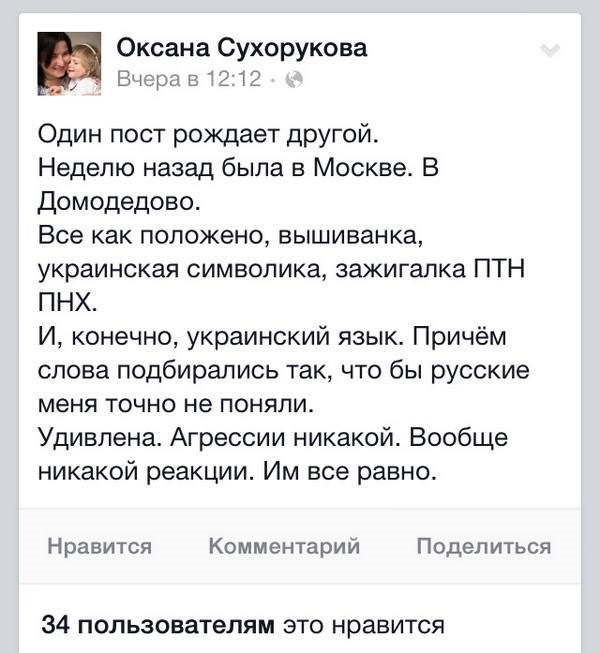 Оксана Сухорукова
Вчера в 12:12 ·
Один пост рождает другой.
Неделю назад была в Москве. В
Домодедово.
Все как положено, вышиванка,
украинская символика, зажигалка ПТН
ПНХ.
И, конечно, украинский язык. Причём
слова подбирались так, что бы русские
меня точно не поняли.
Удивлена. Агрессии никакой. Вообще
никакой реакции. Им все равно.
Нравится Комментарий Поделиться
34 пользователям это нравится